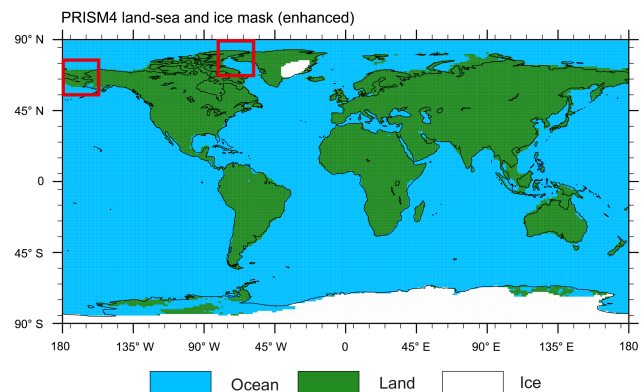 PRISM4 land-sea and ice mask (enhanced)
90° N
45° N
0
45° S
90° S
180 135° W 90° W 45° W 0 45° E 90° E 135° E 180
Ocean Land Ice